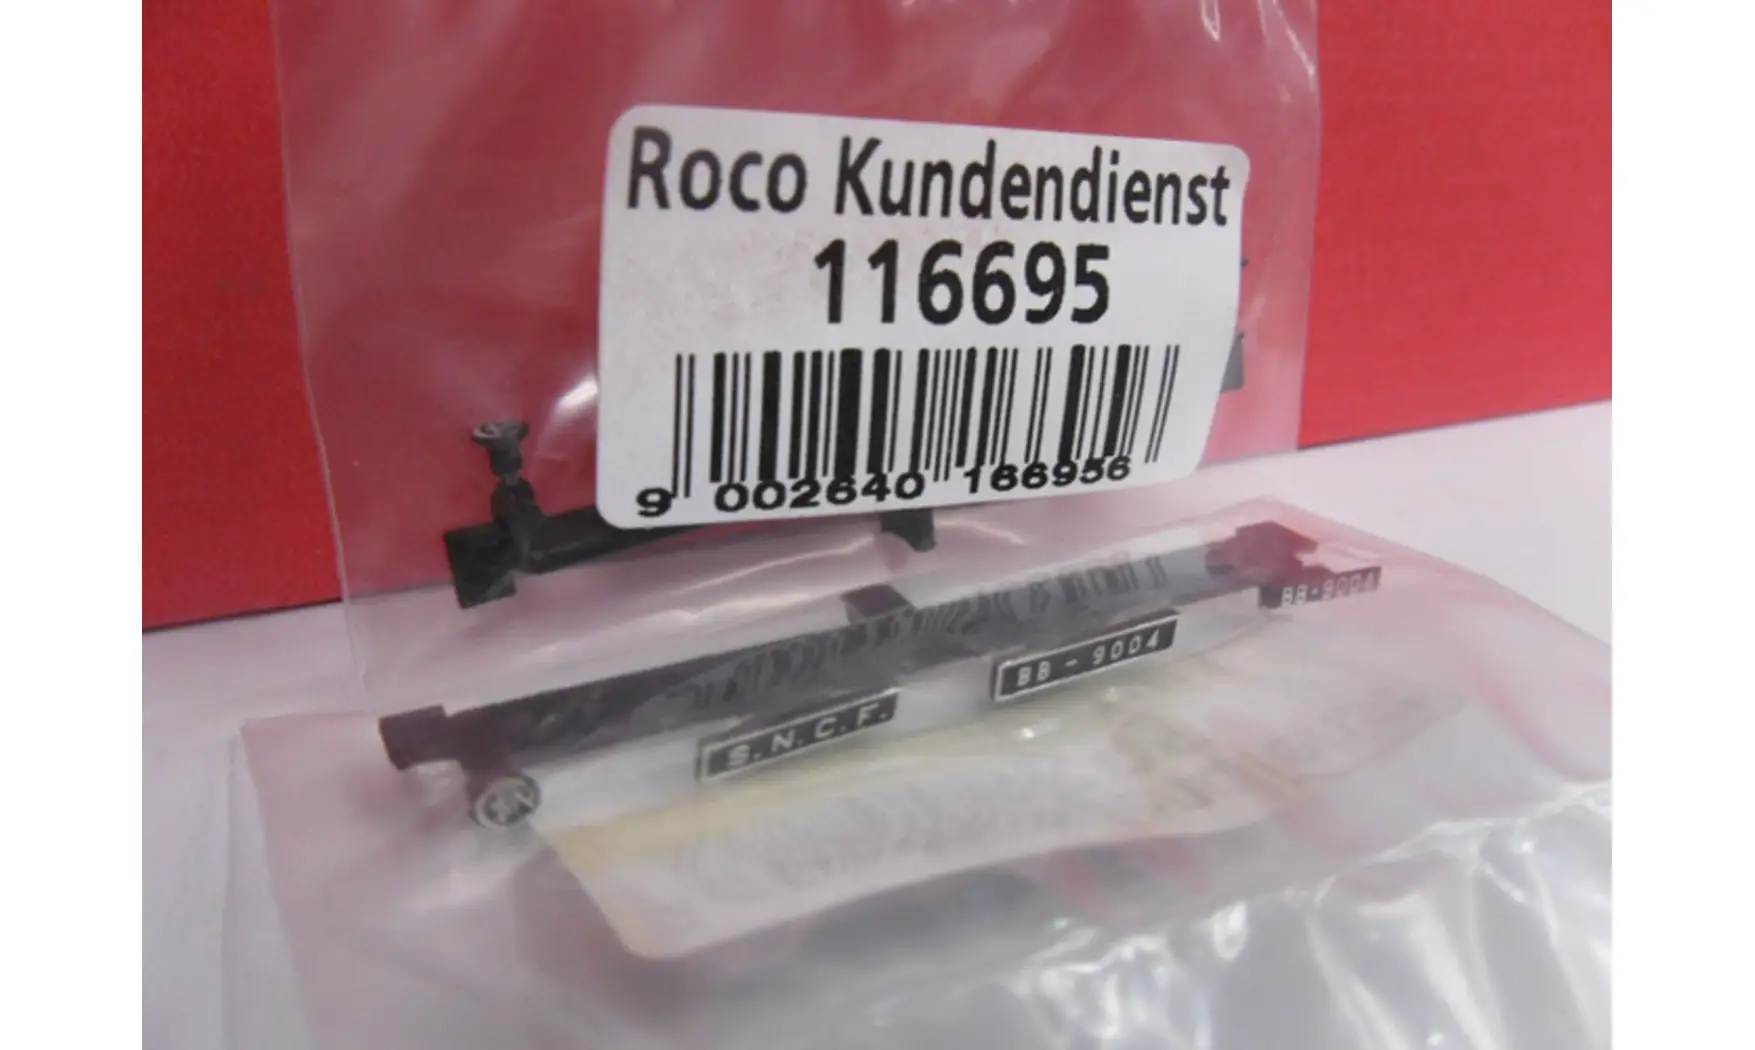 Roco Kundendienst
116695
9 002640 166956
BB-9004
BB - 9004
S.N.C.F.